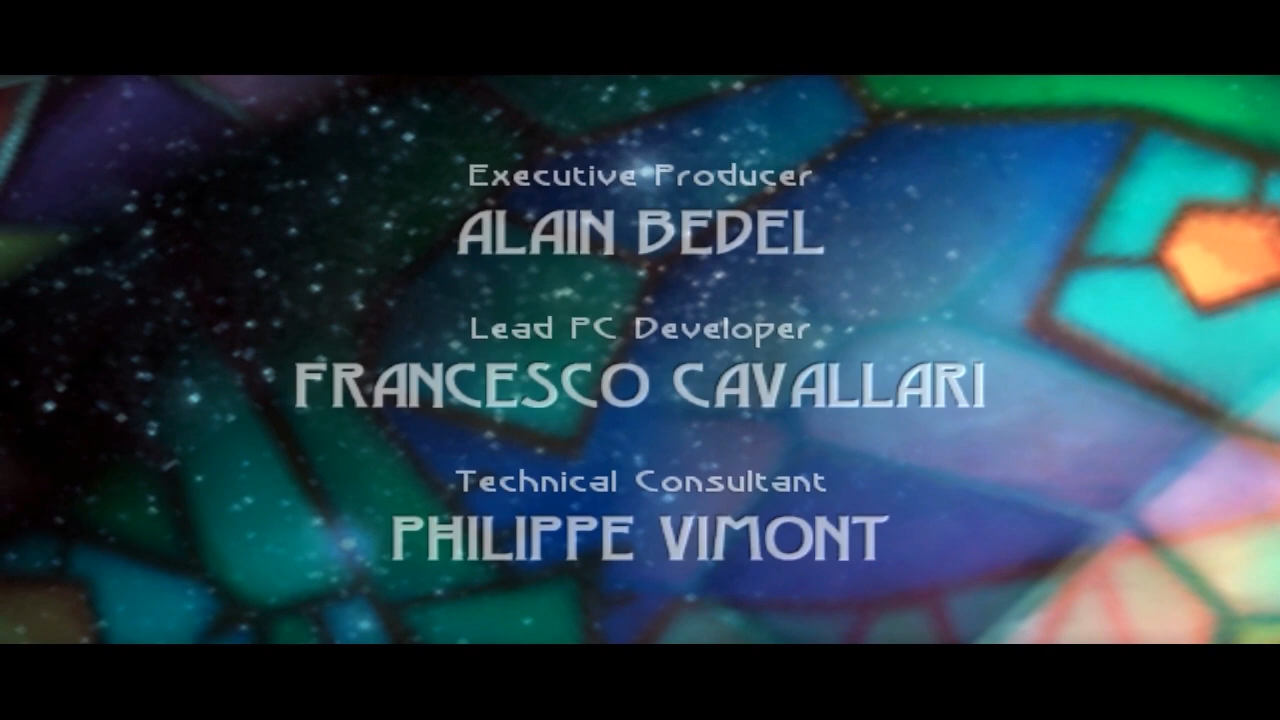 Executive Producer
ALAIN BEDEL
Lead PC Developer
FRANCESCO CAVALLARI
Technical Consultant
PHILIPPE VIMONT